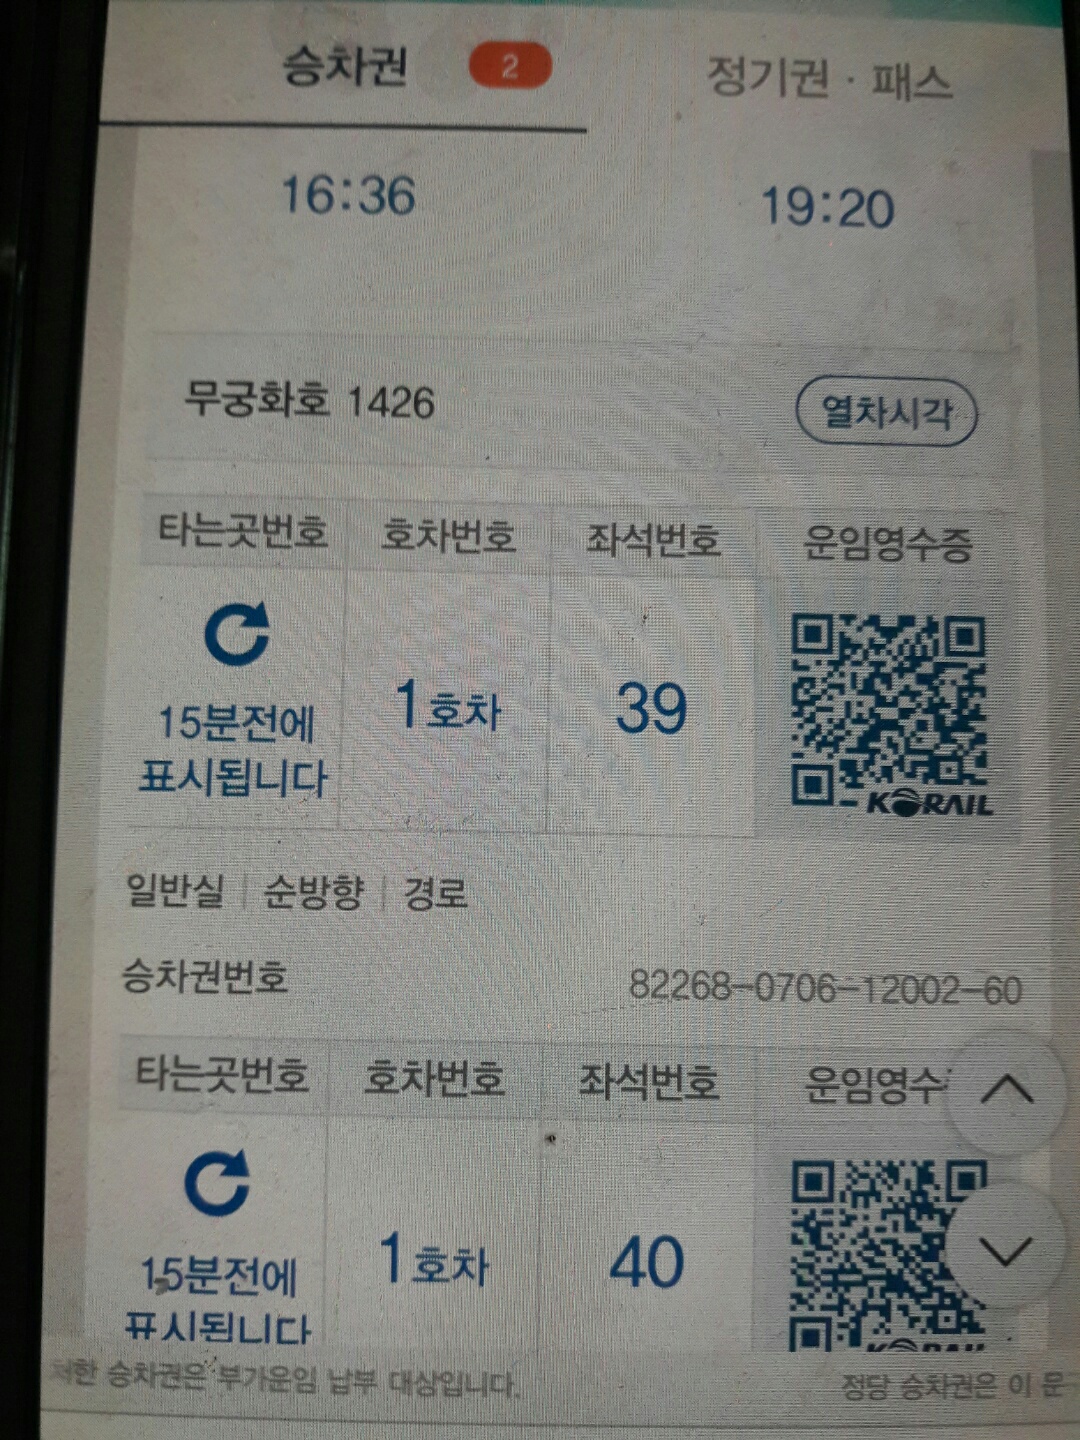 승차권 2 정기권 · 패스
16:36 19:20
무궁화호 1426 열차시각
타는곳번호 호차번호 좌석번호 운임영수증
15분전에 1호차 39
표시됩니다
KORAIL
일반실 | 순방향 | 경로
승차권번호 82268-0706-12002-60
타는곳번호 호차번호 좌석번호 운임영수
15분전에 1호차 40
표시됩니다
KORAIL
처한 승차권은 부가운임 납부 대상입니다. 정당 승차권은 이 문